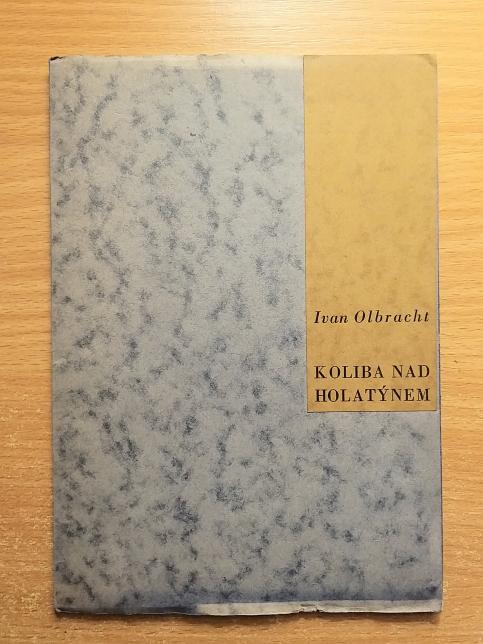 Ivan Olbracht
KOLIBA NAD
HOLATÝNEM